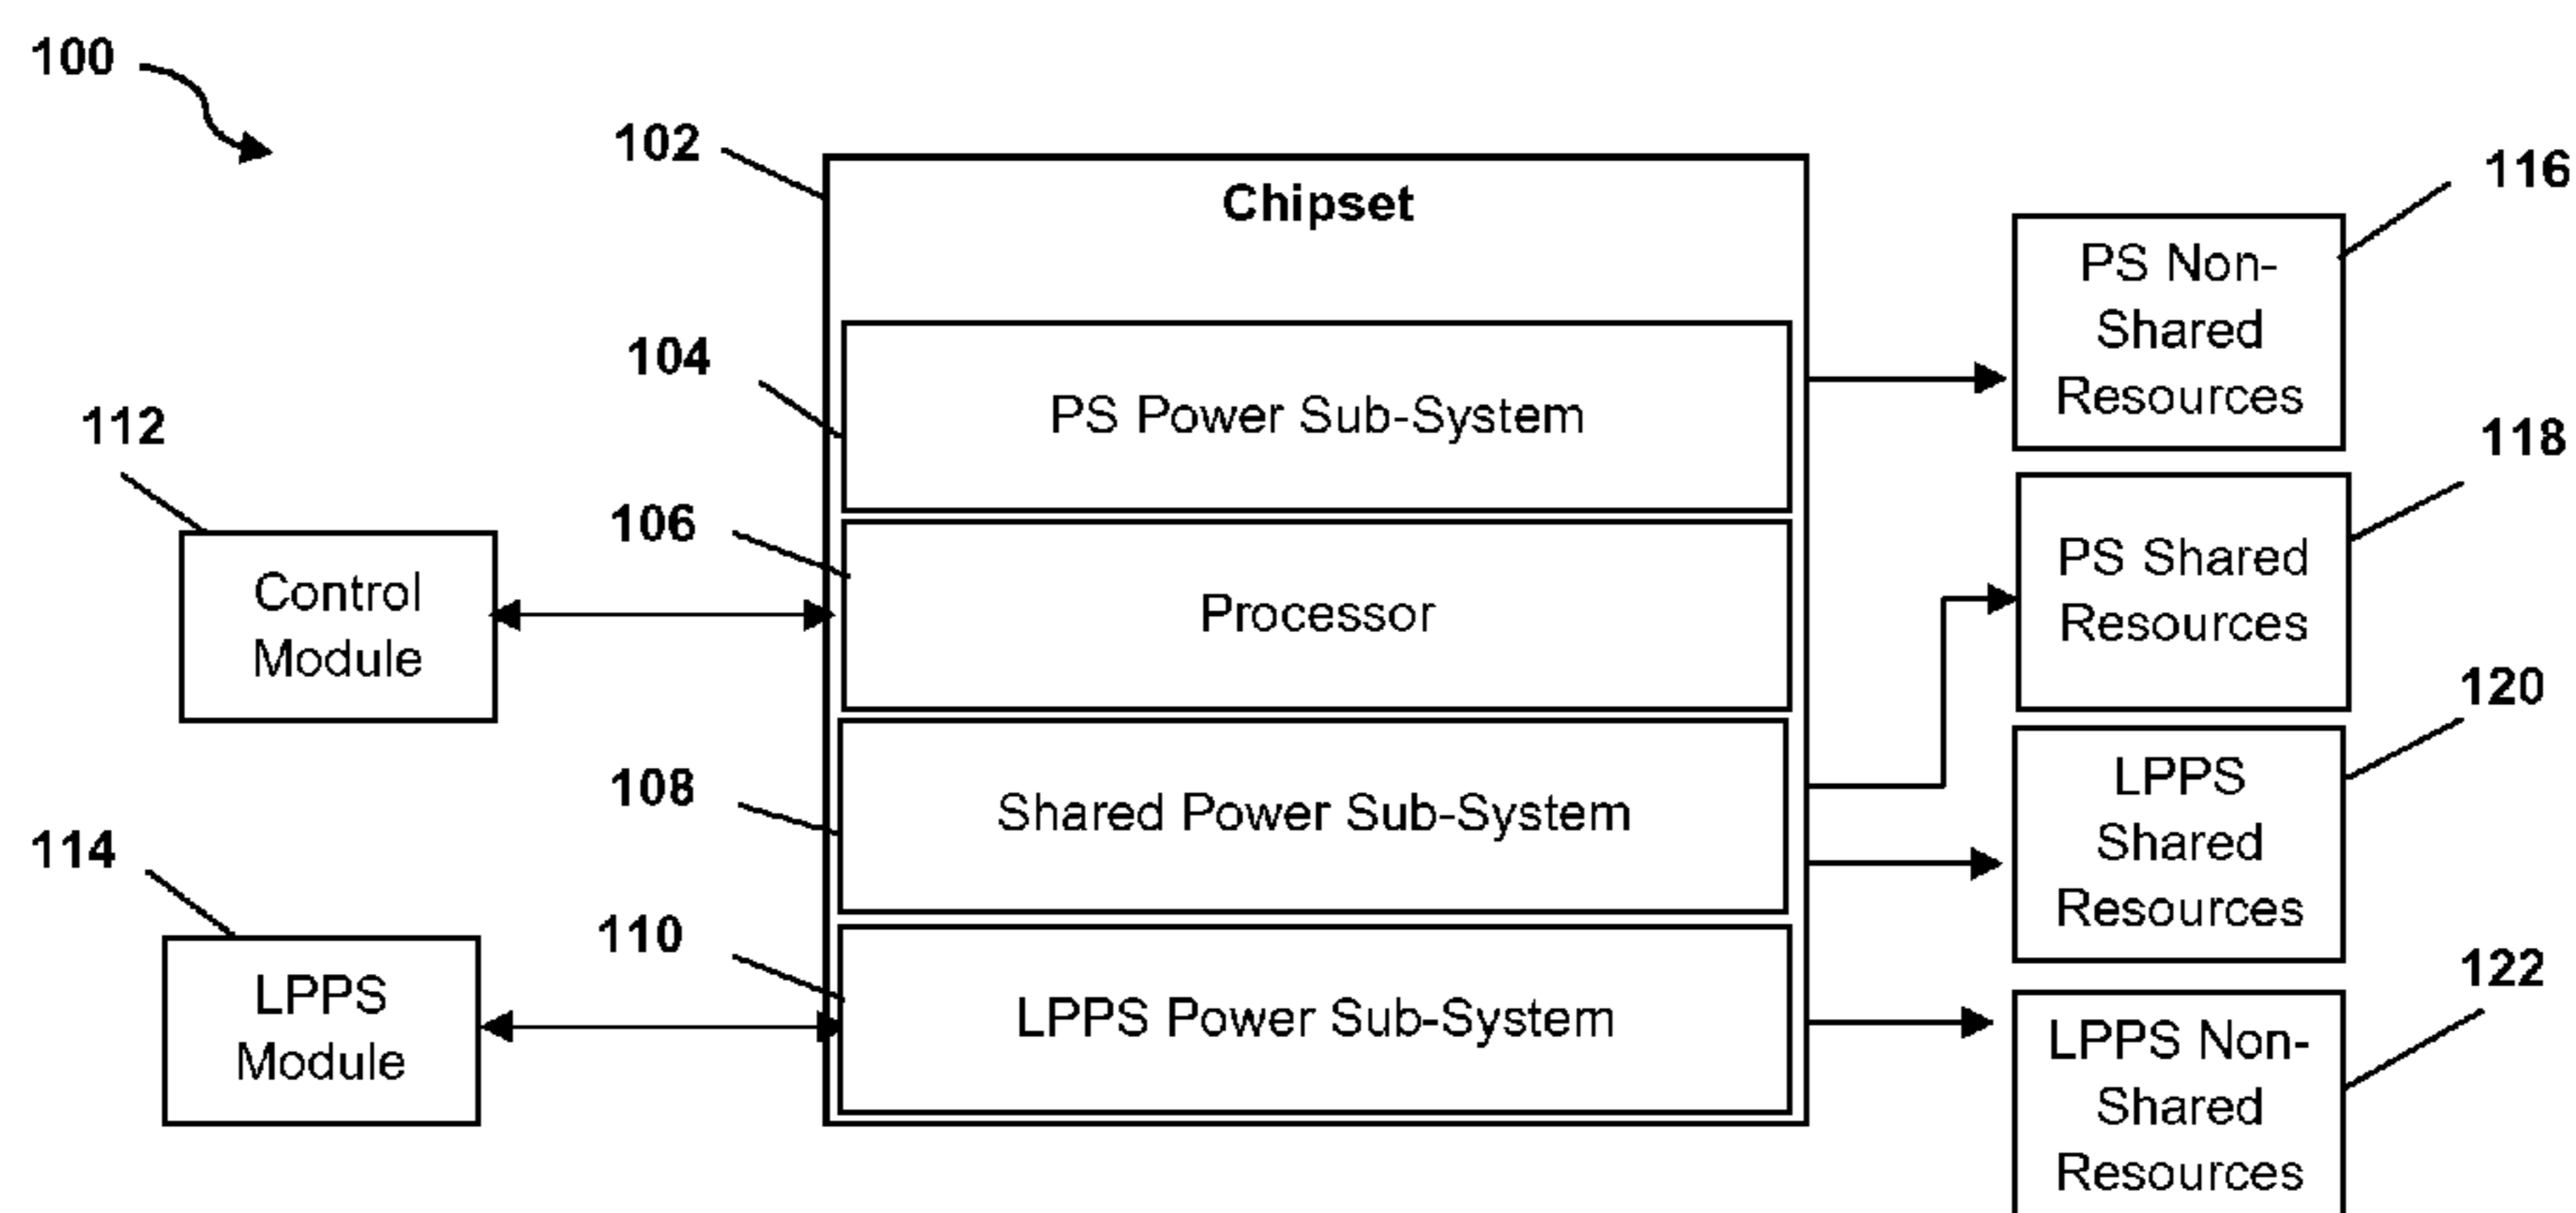 100
102
Chipset
116
PS Non-
Shared
Resources
104
PS Power Sub-System
112
118
Control
Module
106
Processor
PS Shared
Resources
120
108
Shared Power Sub-System
LPPS
Shared
Resources
114
LPPS
Module
110
LPPS Power Sub-System
122
LPPS Non-
Shared
Resources